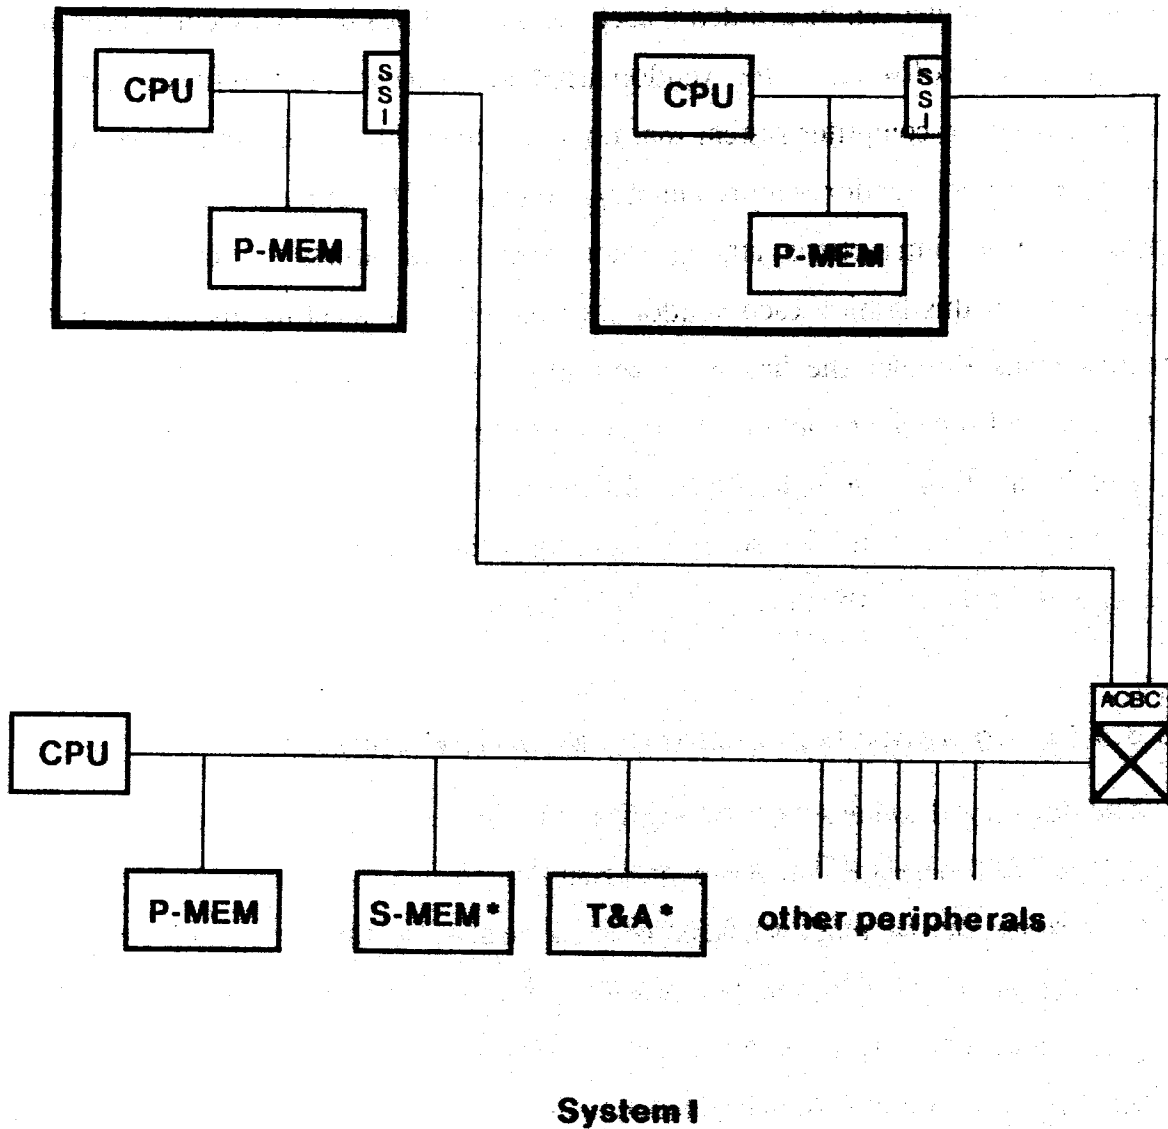 CPU
SSI
P-MEM
CPU
SSI
P-MEM
ACBC
CPU
P-MEM
S-MEM*
T&A*
other peripherals
System I